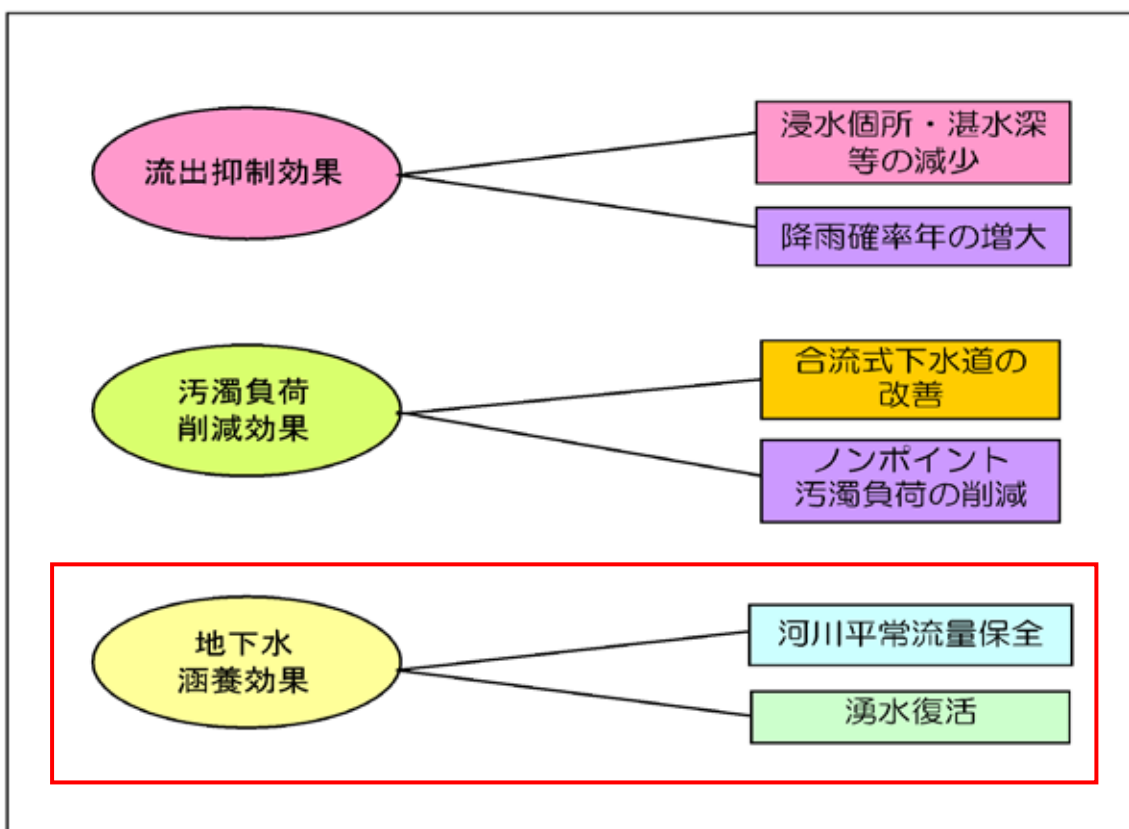 流出抑制効果
浸水個所・湛水深
等の減少
降雨確率年の増大
汚濁負荷
削減効果
合流式下水道の
改善
ノンポイント
汚濁負荷の削減
地下水
涵養効果
河川平常流量保全
湧水復活